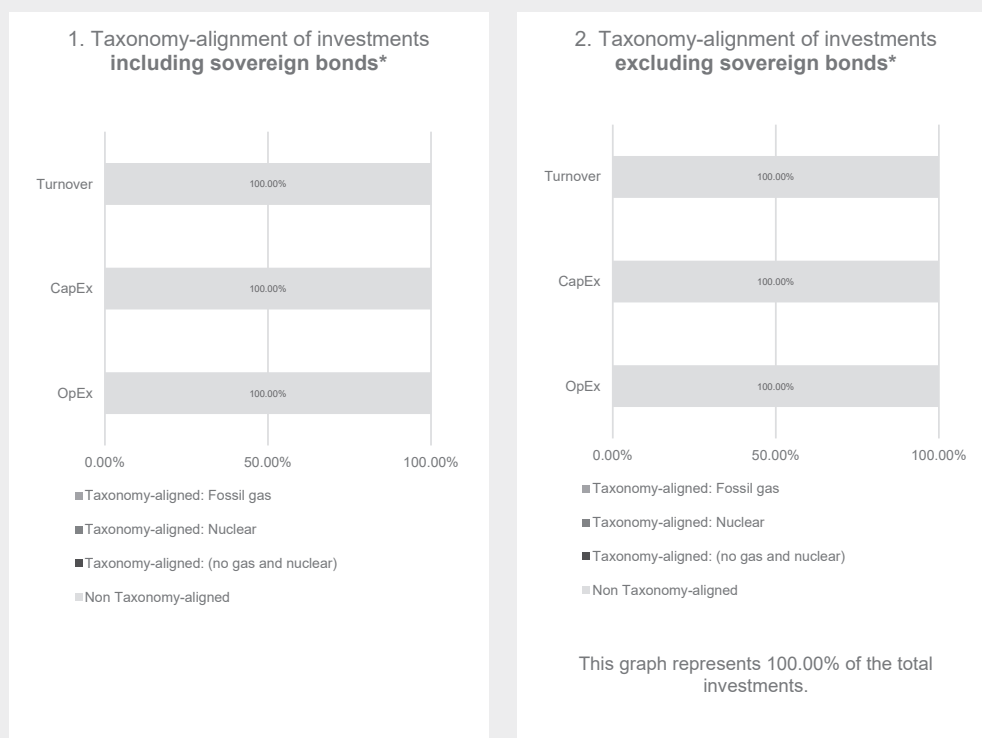 1. Taxonomy-alignment of investments
including sovereign bonds*
Turnover
100.00%
CapEx
100.00%
OpEx
100.00%
0.00%
50.00%
100.00%
Taxonomy-aligned: Fossil gas
Taxonomy-aligned: Nuclear
Taxonomy-aligned: (no gas and nuclear)
Non Taxonomy-aligned
2. Taxonomy-alignment of investments
excluding sovereign bonds*
Turnover
100.00%
CapEx
100.00%
OpEx
100.00%
0.00%
50.00%
100.00%
Taxonomy-aligned: Fossil gas
Taxonomy-aligned: Nuclear
Taxonomy-aligned: (no gas and nuclear)
Non Taxonomy-aligned
This graph represents 100.00% of the total
investments.